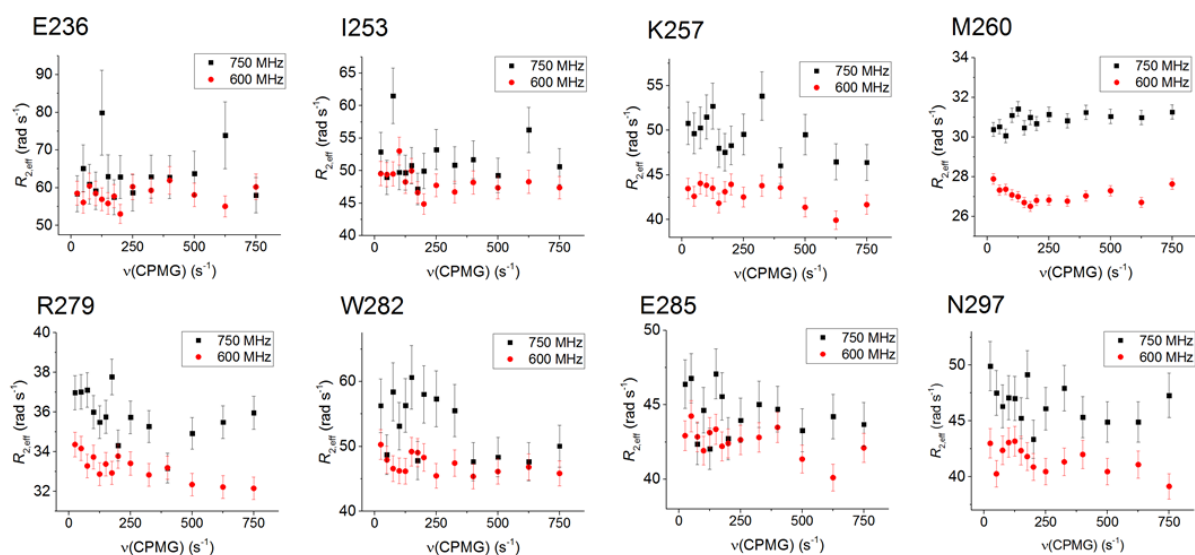 E236
750 MHz
600 MHz
90
80
70
60
50
R2,eff (rad s-1)
0 250 500 750
ν(CPMG) (s-1)
I253
750 MHz
600 MHz
65
60
55
50
45
40
R2,eff (rad s-1)
0 250 500 750
ν(CPMG) (s-1)
K257
750 MHz
600 MHz
55
50
45
40
R2,eff (rad s-1)
0 250 500 750
ν(CPMG) (s-1)
M260
750 MHz
600 MHz
34
32
30
28
26
R2,eff (rad s-1)
0 250 500 750
ν(CPMG) (s-1)
R279
750 MHz
600 MHz
40
38
36
34
32
R2,eff (rad s-1)
0 250 500 750
ν(CPMG) (s-1)
W282
750 MHz
600 MHz
70
60
50
40
R2,eff (rad s-1)
0 250 500 750
ν(CPMG) (s-1)
E285
750 MHz
600 MHz
50
45
40
R2,eff (rad s-1)
0 250 500 750
ν(CPMG) (s-1)
N297
750 MHz
600 MHz
50
45
40
R2,eff (rad s-1)
0 250 500 750
ν(CPMG) (s-1)